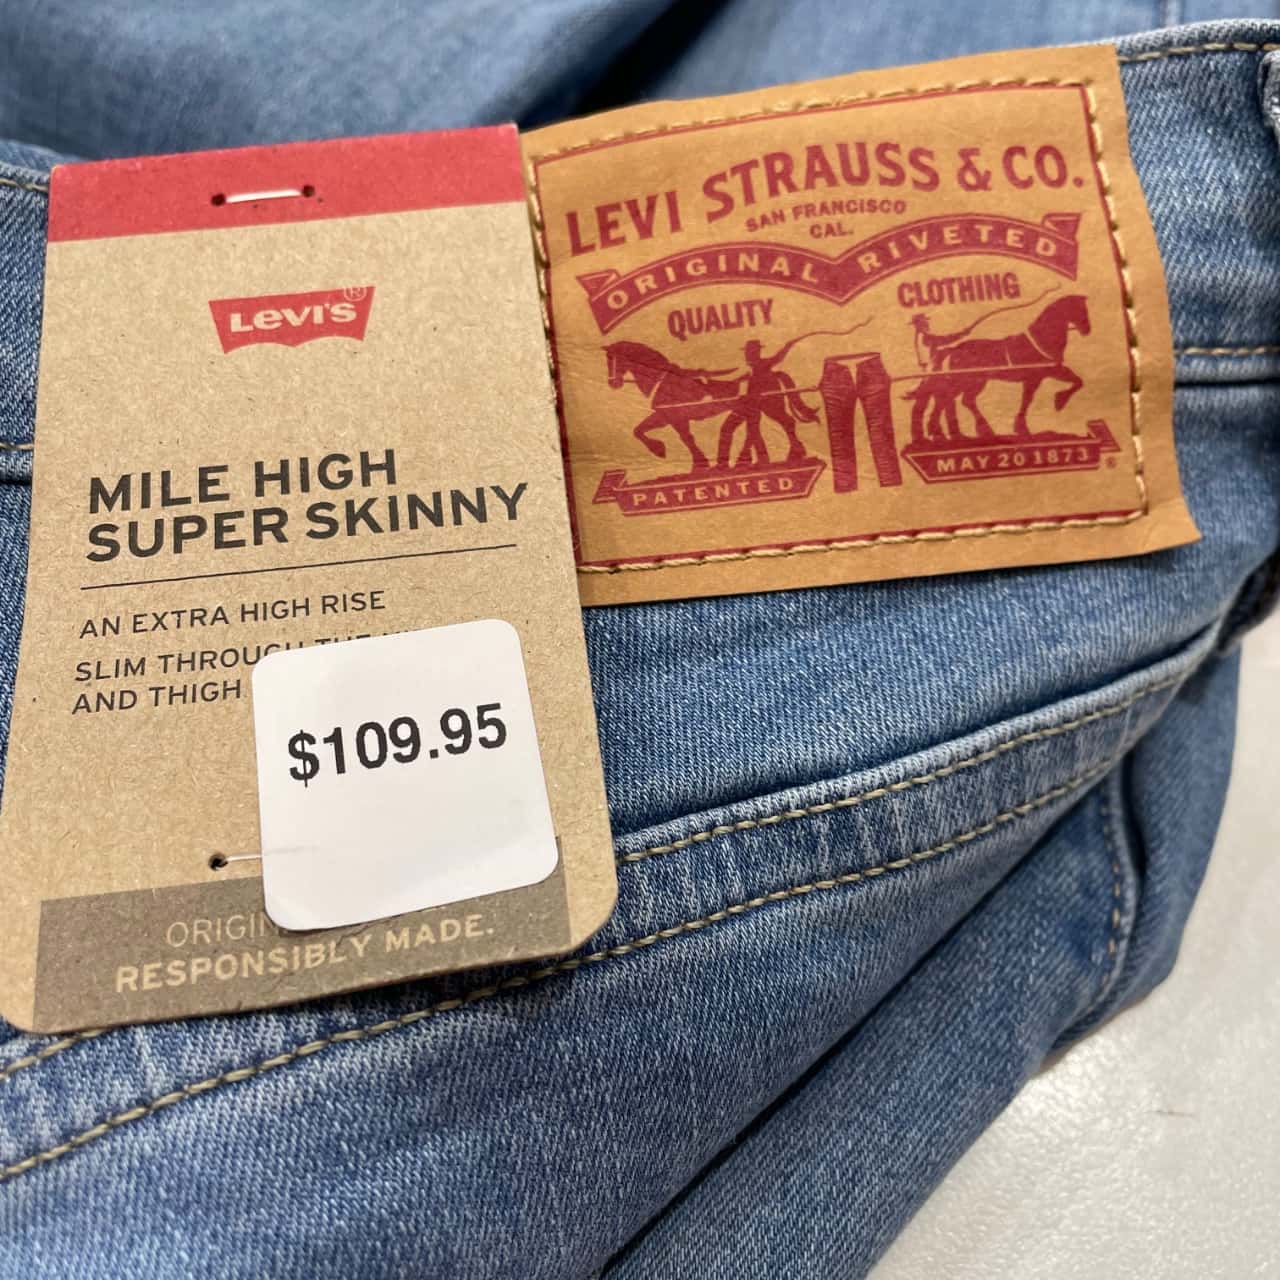 Levi's®
MILE HIGH
SUPER SKINNY
AN EXTRA HIGH RISE
SLIM THROUGH THE
AND THIGH
$109.95
RESPONSIBLY MADE.
LEVI STRAUSS & CO.
SAN FRANCISCO
CAL.
ORIGINAL RIVETED
QUALITY CLOTHING
PATENTED
MAY 20 1873
®